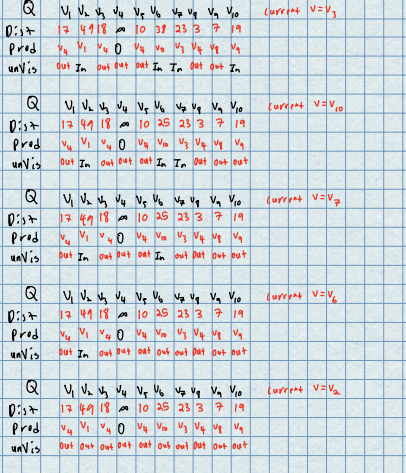 Q V₁ V₂ V₃ V₄ V₅ V₆ V₇ V₈ V₉ V₁₀ Current V=V₃
Dist 17 49 18 ∞ 10 38 23 3 7 19
Pred V₄ V₁ V₄ 0 V₄ V₁₀ V₃ V₄ V₈ V₉
unVis out In out out out In In out out In
Q V₁ V₂ V₃ V₄ V₅ V₆ V₇ V₈ V₉ V₁₀ Current V=V₁₀
Dist 17 49 18 ∞ 10 25 23 3 7 19
Pred V₄ V₁ V₄ 0 V₄ V₁₀ V₃ V₄ V₈ V₉
unVis out In out out out In In out out out
Q V₁ V₂ V₃ V₄ V₅ V₆ V₇ V₈ V₉ V₁₀ Current V=V₇
Dist 17 49 18 ∞ 10 25 23 3 7 19
Pred V₄ V₁ V₄ 0 V₄ V₁₀ V₃ V₄ V₈ V₉
unVis out In out out out In out out out out
Q V₁ V₂ V₃ V₄ V₅ V₆ V₇ V₈ V₉ V₁₀ Current V=V₆
Dist 17 49 18 ∞ 10 25 23 3 7 19
Pred V₄ V₁ V₄ 0 V₄ V₁₀ V₃ V₄ V₈ V₉
unVis out In out out out out out out out out
Q V₁ V₂ V₃ V₄ V₅ V₆ V₇ V₈ V₉ V₁₀ Current V=V₂
Dist 17 49 18 ∞ 10 25 23 3 7 19
Pred V₄ V₁ V₄ 0 V₄ V₁₀ V₃ V₄ V₈ V₉
unVis out out out out out out out out out out